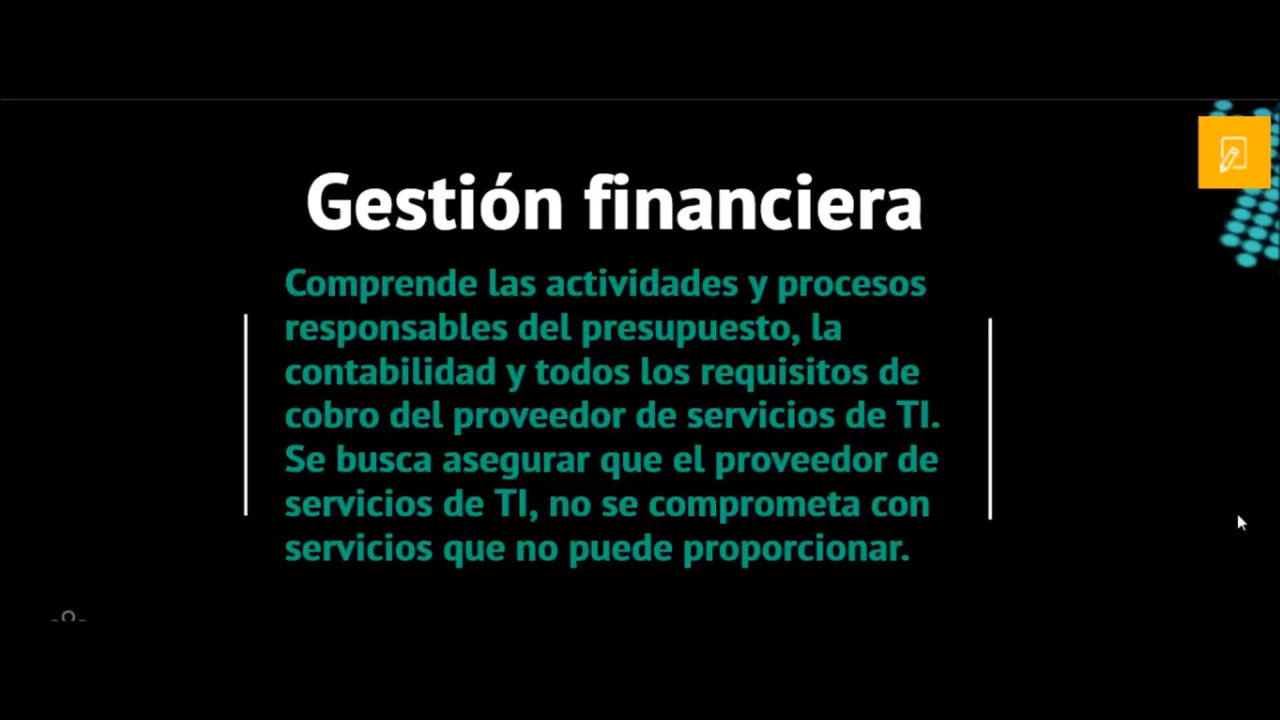 Gestión financiera
Comprende las actividades y procesos
responsables del presupuesto, la
contabilidad y todos los requisitos de
cobro del proveedor de servicios de TI.
Se busca asegurar que el proveedor de
servicios de TI, no se comprometa con
servicios que no puede proporcionar.